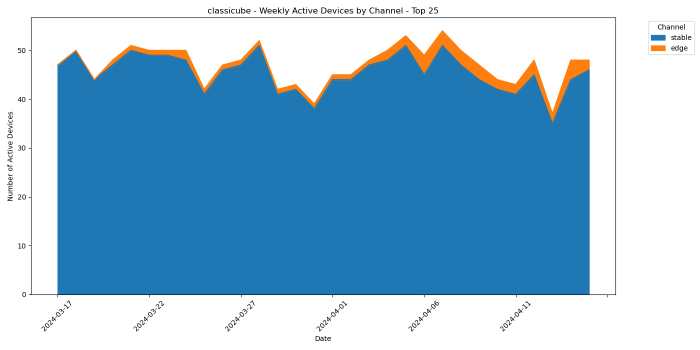 classicube - Weekly Active Devices by Channel - Top 25
Channel
stable
edge
Number of Active Devices
50
40
30
20
10
0
2024-03-17
2024-03-22
2024-03-27
2024-04-01
2024-04-06
2024-04-11
Date